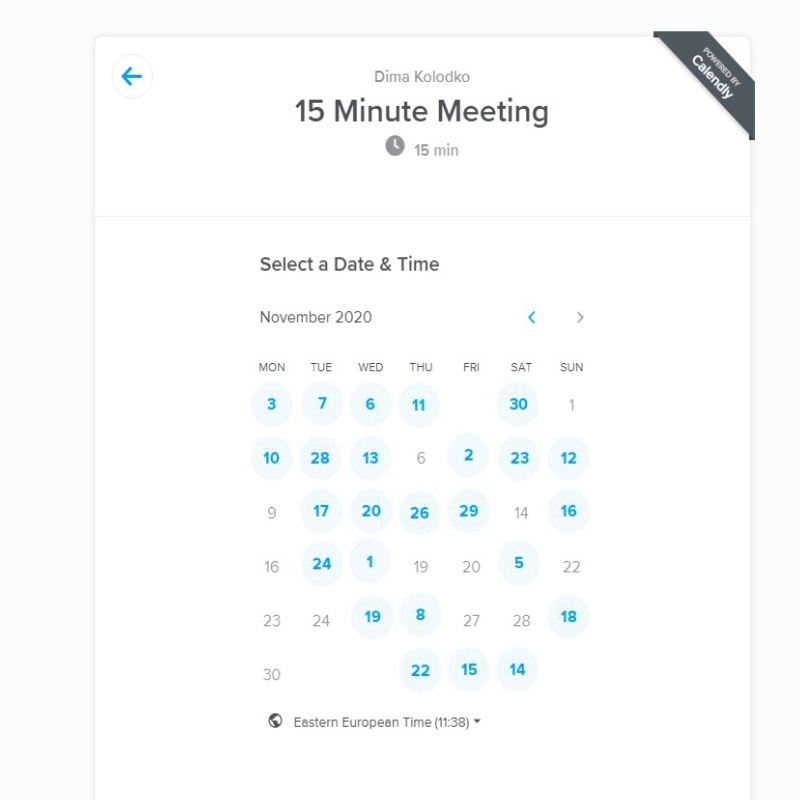 POWERED BY
Calendly
Dima Kolodko
15 Minute Meeting
15 min
Select a Date & Time
November 2020
MON TUE WED THU FRI SAT SUN
3 7 6 11 30 1
10 28 13 6 2 23 12
9 17 20 26 29 14 16
16 24 1 19 20 5 22
23 24 19 8 27 28 18
30 22 15 14
Eastern European Time (11:38)